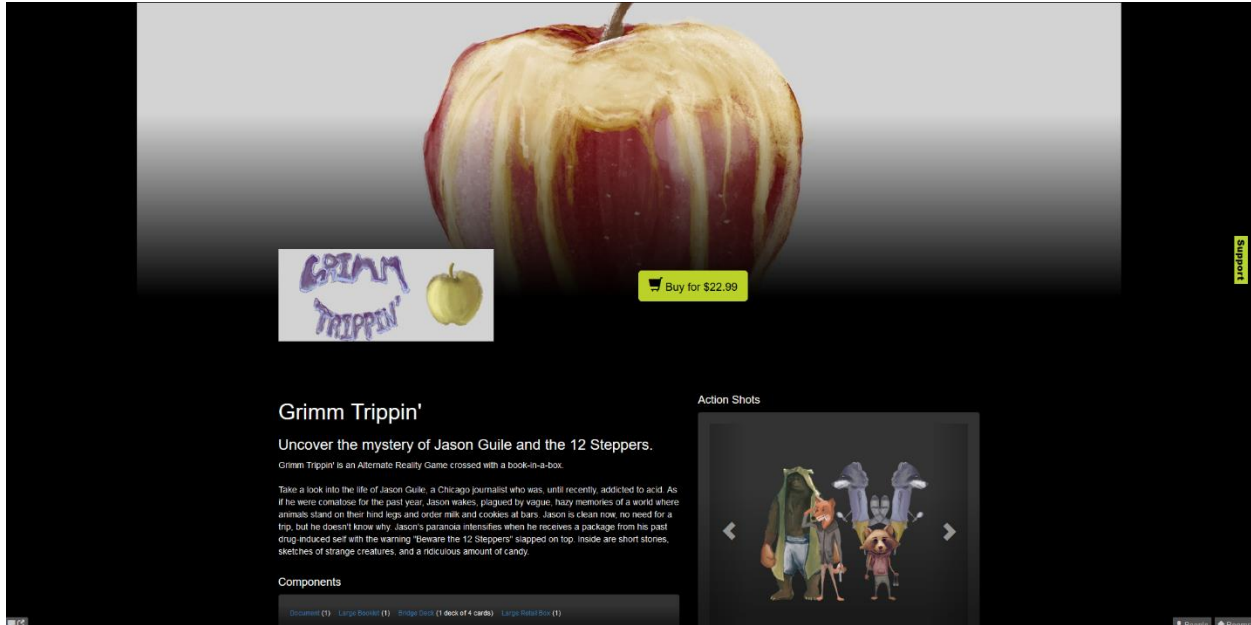 GRIMM
TRIPPIN'
Buy for $22.99
Support
Grimm Trippin'
Action Shots
Uncover the mystery of Jason Guile and the 12 Steppers.
Grimm Trippin' is an Alternate Reality Game crossed with a book-in-a-box.
Take a look into the life of Jason Guile, a Chicago journalist who was, until recently, addicted to acid. As
if he were comatose for the past year, Jason wakes, plagued by vague, hazy memories of a world where
animals stand on their hind legs and order milk and cookies at bars. Jason is clean now, no need for a
trip, but he doesn't know why. Jason's paranoia intensifies when he receives a package from his past
drug-induced self with the warning "Beware the 12 Steppers" slapped on top. Inside are short stories,
sketches of strange creatures, and a ridiculous amount of candy.
Components
Document (1) Large Booklet (1) Bridge Deck (1 deck of 4 cards) Large Retail Box (1)
People